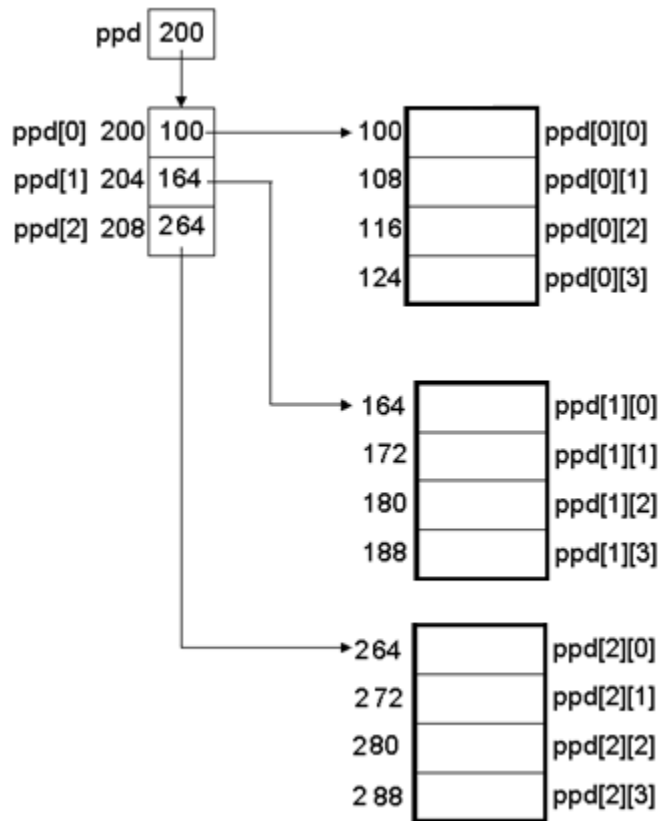 ppd 200
ppd[0] 200 100 100 ppd[0][0]
ppd[1] 204 164 108 ppd[0][1]
ppd[2] 208 264 116 ppd[0][2]
124 ppd[0][3]
164 ppd[1][0]
172 ppd[1][1]
180 ppd[1][2]
188 ppd[1][3]
264 ppd[2][0]
272 ppd[2][1]
280 ppd[2][2]
288 ppd[2][3]